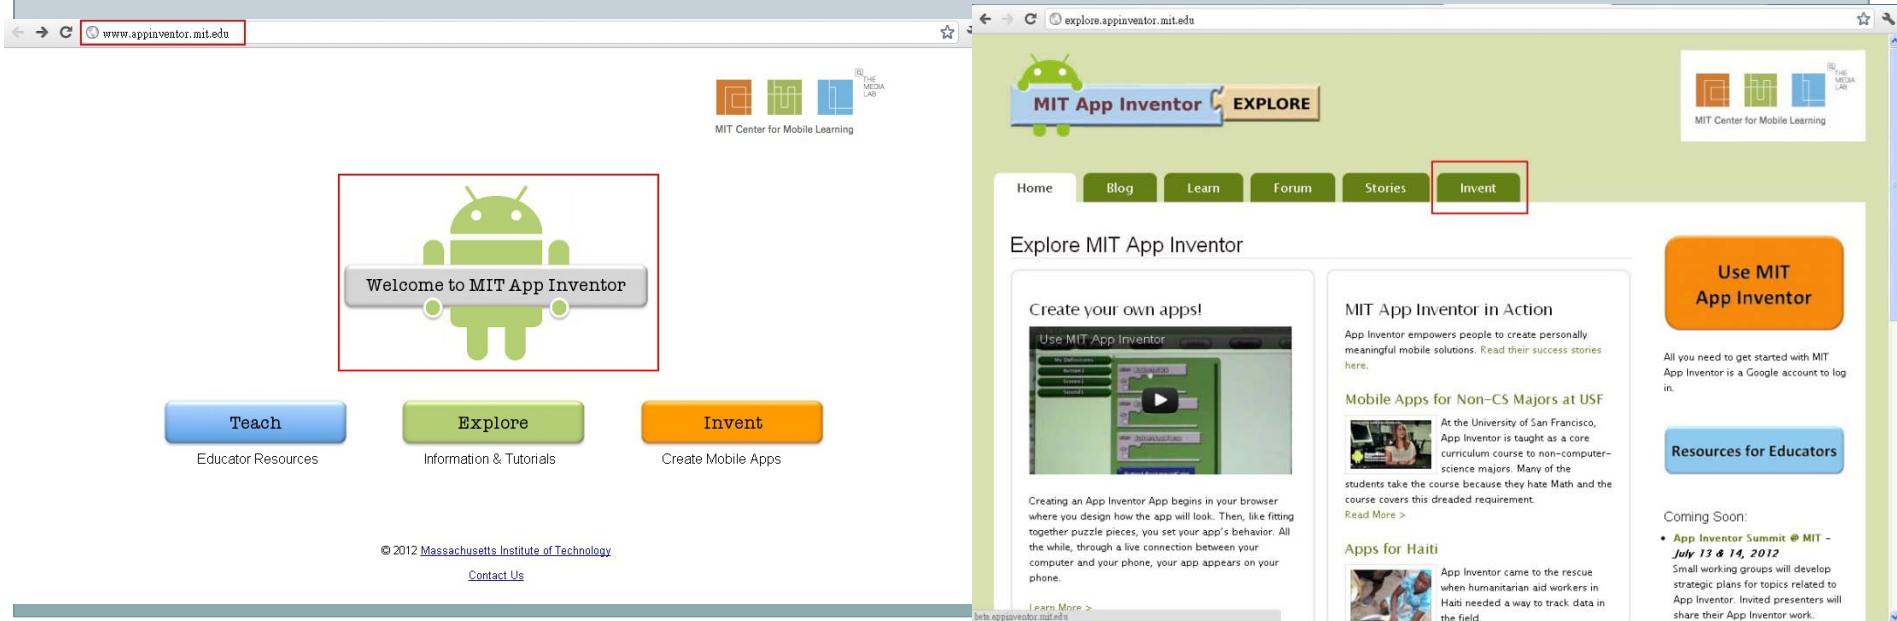 www.appinventor.mit.edu
THE
MEDIA
LAB
MIT Center for Mobile Learning
Welcome to MIT App Inventor
Teach
Explore
Invent
Educator Resources
Information & Tutorials
Create Mobile Apps
© 2012 Massachusetts Institute of Technology
Contact Us
explore.appinventor.mit.edu
MIT App Inventor EXPLORE
THE
MEDIA
LAB
MIT Center for Mobile Learning
Home
Blog
Learn
Forum
Stories
Invent
Explore MIT App Inventor
Create your own apps!
Use MIT App Inventor
My Definitions
Creating an App Inventor App begins in your browser
where you design how the app will look. Then, like fitting
together puzzle pieces, you set your app's behavior. All
the while, through a live connection between your
computer and your phone, your app appears on your
phone.
Learn More >
beta.appinventor.mit.edu
MIT App Inventor in Action
App Inventor empowers people to create personally
meaningful mobile solutions. Read their success stories
here.
Mobile Apps for Non-CS Majors at USF
At the University of San Francisco,
App Inventor is taught as a core
curriculum course to non-computer-
science majors. Many of the
students take the course because they hate Math and the
course covers this dreaded requirement.
Read More >
Apps for Haiti
App Inventor came to the rescue
when humanitarian aid workers in
Haiti needed a way to track data in
the field.
Use MIT
App Inventor
All you need to get started with MIT
App Inventor is a Google account to log
in.
Resources for Educators
Coming Soon:
• App Inventor Summit @ MIT -
July 13 & 14, 2012
Small working groups will develop
strategic plans for topics related to
App Inventor. Invited presenters will
share their App Inventor work.